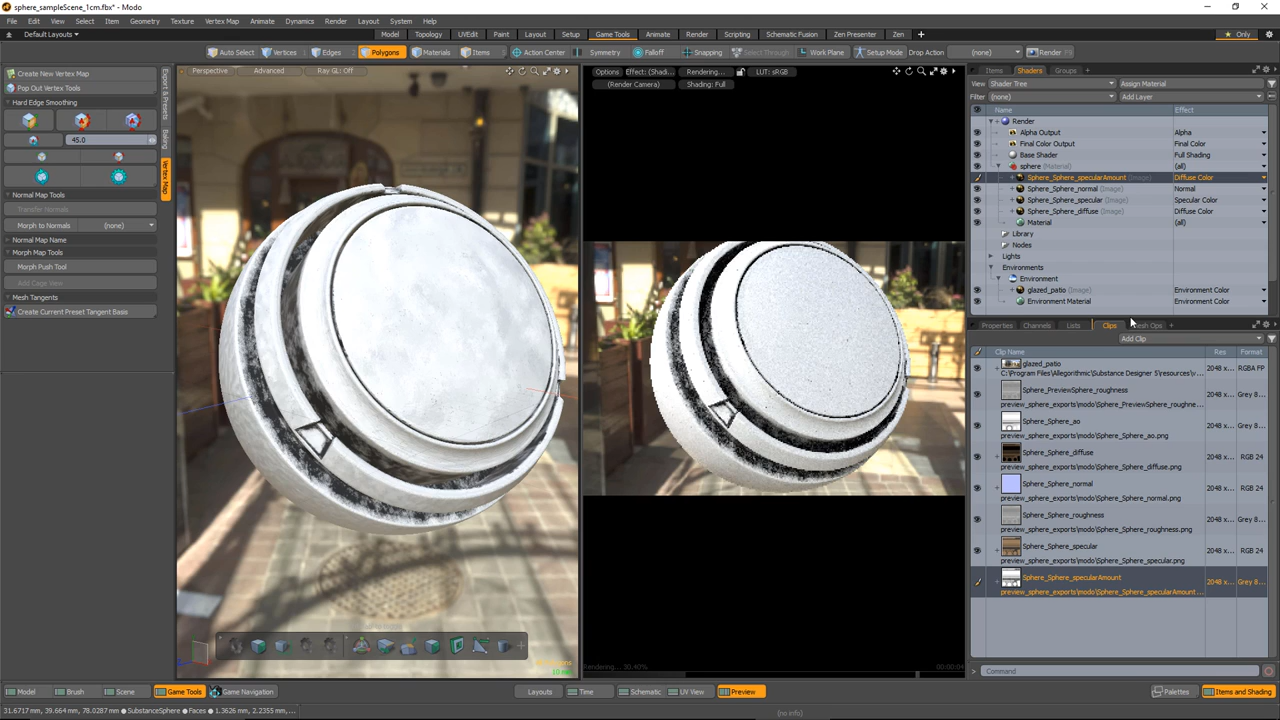 sphere_sampleScene_1cm.fbx* - Modo
File Edit View Select Item Geometry Texture Vertex Map Animate Dynamics Render Layout System Help
Default Layouts Model Topology UVEdit Paint Layout Setup Game Tools Animate Render Scripting Schematic Fusion Zen Presenter Zen + Only
Auto Select Vertices Edges Polygons Materials Items Action Center Symmetry Falloff Snapping Select Through Work Plane Setup Mode Drop Action (none) Render
Create New Vertex Map
Pop Out Vertex Tools
Hard Edge Smoothing
45.0
Normal Map Tools
Transfer Normals
Morph to Normals (none)
Normal Map Name
Morph Map Tools
Morph Push Tool
Add Cage View
Mesh Tangents
Create Current Preset Tangent Basis
Export & Presets
Baking
Vertex Map
Perspective Advanced Ray GL: Off
10 mm
Options Effect: (Shadi... Rendering... LUT: sRGB
(Render Camera) Shading: Full
Rendering... 30.40% 00:00:04
Items Shaders Groups +
View Shader Tree Assign Material
Filter (none) Add Layer
Name Effect
Render
Alpha Output Alpha
Final Color Output Final Color
Base Shader Full Shading
sphere (Material) (all)
Sphere_Sphere_specularAmount (Image) Diffuse Color
Sphere_Sphere_normal (Image) Normal
Sphere_Sphere_specular (Image) Specular Color
Sphere_Sphere_diffuse (Image) Diffuse Color
Material (all)
Library
Nodes
Lights
Environments
Environment
glazed_patio (Image) Environment Color
Environment Material Environment Color
Properties Channels Lists Clips Mesh Ops +
Add Clip
Clip Name Res Format
glazed_patio 2048 x... RGBA FP
C:\Program Files\Allegorithmic\Substance Designer 5\resources\v...
Sphere_PreviewSphere_roughness 2048 x... Grey 8...
preview_sphere_exports\modo\Sphere_PreviewSphere_roughne...
Sphere_Sphere_ao 2048 x... Grey 8...
preview_sphere_exports\modo\Sphere_Sphere_ao.png
Sphere_Sphere_diffuse 2048 x... RGB 24
preview_sphere_exports\modo\Sphere_Sphere_diffuse.png
Sphere_Sphere_normal 2048 x... RGB 24
preview_sphere_exports\modo\Sphere_Sphere_normal.png
Sphere_Sphere_roughness 2048 x... Grey 8...
preview_sphere_exports\modo\Sphere_Sphere_roughness.png
Sphere_Sphere_specular 2048 x... RGB 24
preview_sphere_exports\modo\Sphere_Sphere_specular.png
Sphere_Sphere_specularAmount 2048 x... Grey 8...
preview_sphere_exports\modo\Sphere_Sphere_specularAmount...
Command
Model Brush Scene Game Tools Game Navigation Layouts Time Schematic UV View Preview Palettes Items and Shading
31.6717 mm, 39.664 mm, 78.0287 mm SubstanceSphere Faces 1.3626 mm, 2.2355 mm,...
(no info)